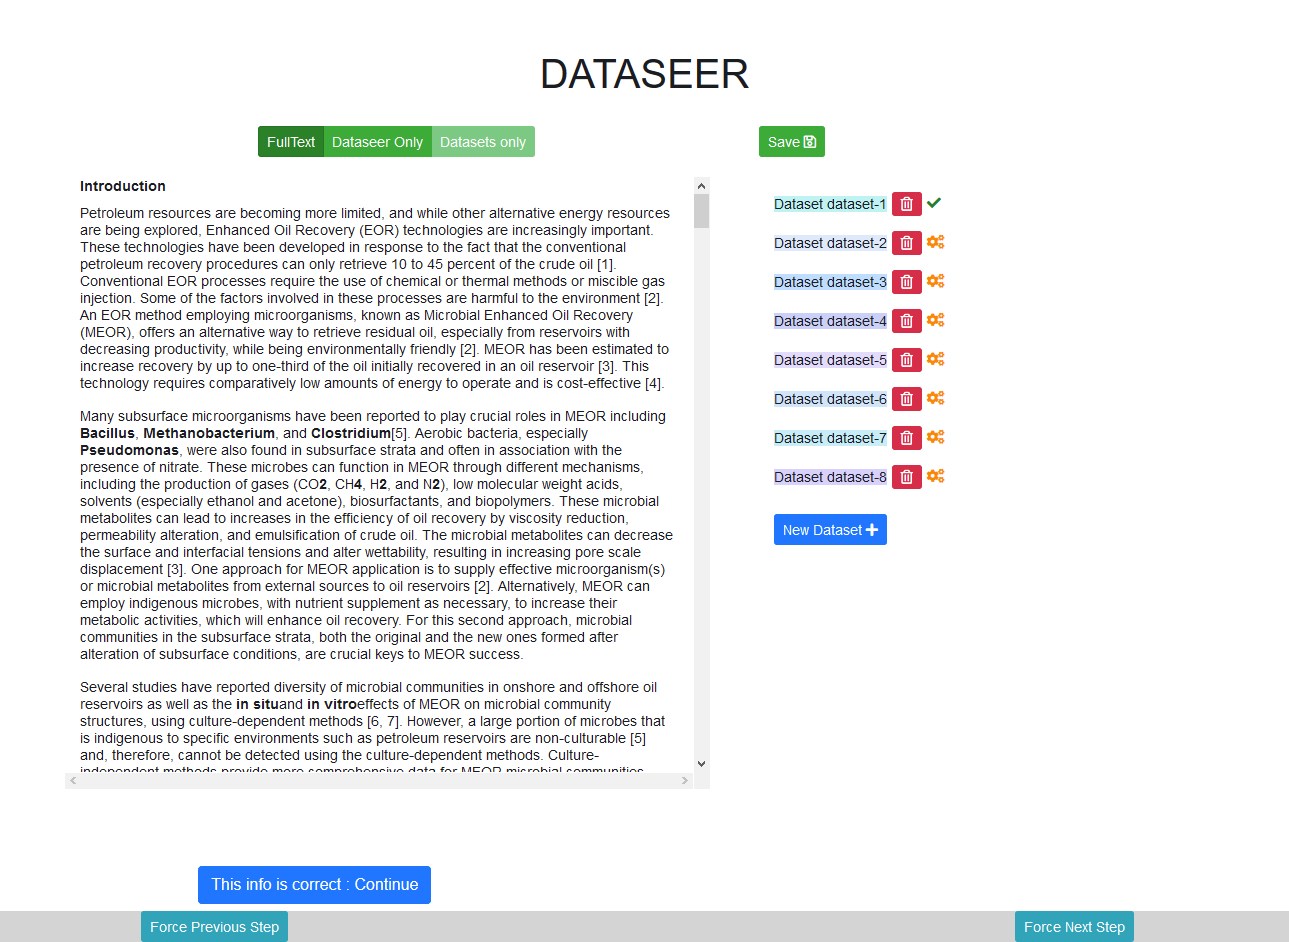 DATASEER
FullText Dataseer Only Datasets only
Save
Introduction
Petroleum resources are becoming more limited, and while other alternative energy resources
are being explored, Enhanced Oil Recovery (EOR) technologies are increasingly important.
These technologies have been developed in response to the fact that the conventional
petroleum recovery procedures can only retrieve 10 to 45 percent of the crude oil [1].
Conventional EOR processes require the use of chemical or thermal methods or miscible gas
injection. Some of the factors involved in these processes are harmful to the environment [2].
An EOR method employing microorganisms, known as Microbial Enhanced Oil Recovery
(MEOR), offers an alternative way to retrieve residual oil, especially from reservoirs with
decreasing productivity, while being environmentally friendly [2]. MEOR has been estimated to
increase recovery by up to one-third of the oil initially recovered in an oil reservoir [3]. This
technology requires comparatively low amounts of energy to operate and is cost-effective [4].
Many subsurface microorganisms have been reported to play crucial roles in MEOR including
Bacillus, Methanobacterium, and Clostridium[5]. Aerobic bacteria, especially
Pseudomonas, were also found in subsurface strata and often in association with the
presence of nitrate. These microbes can function in MEOR through different mechanisms,
including the production of gases (CO2, CH4, H2, and N2), low molecular weight acids,
solvents (especially ethanol and acetone), biosurfactants, and biopolymers. These microbial
metabolites can lead to increases in the efficiency of oil recovery by viscosity reduction,
permeability alteration, and emulsification of crude oil. The microbial metabolites can decrease
the surface and interfacial tensions and alter wettability, resulting in increasing pore scale
displacement [3]. One approach for MEOR application is to supply effective microorganism(s)
or microbial metabolites from external sources to oil reservoirs [2]. Alternatively, MEOR can
employ indigenous microbes, with nutrient supplement as necessary, to increase their
metabolic activities, which will enhance oil recovery. For this second approach, microbial
communities in the subsurface strata, both the original and the new ones formed after
alteration of subsurface conditions, are crucial keys to MEOR success.
Several studies have reported diversity of microbial communities in onshore and offshore oil
reservoirs as well as the in situand in vitroeffects of MEOR on microbial community
structures, using culture-dependent methods [6, 7]. However, a large portion of microbes that
is indigenous to specific environments such as petroleum reservoirs are non-culturable [5]
and, therefore, cannot be detected using the culture-dependent methods. Culture-
independent methods provide more comprehensive data for MEOR microbial communities
Dataset dataset-1
Dataset dataset-2
Dataset dataset-3
Dataset dataset-4
Dataset dataset-5
Dataset dataset-6
Dataset dataset-7
Dataset dataset-8
New Dataset
This info is correct : Continue
Force Previous Step
Force Next Step